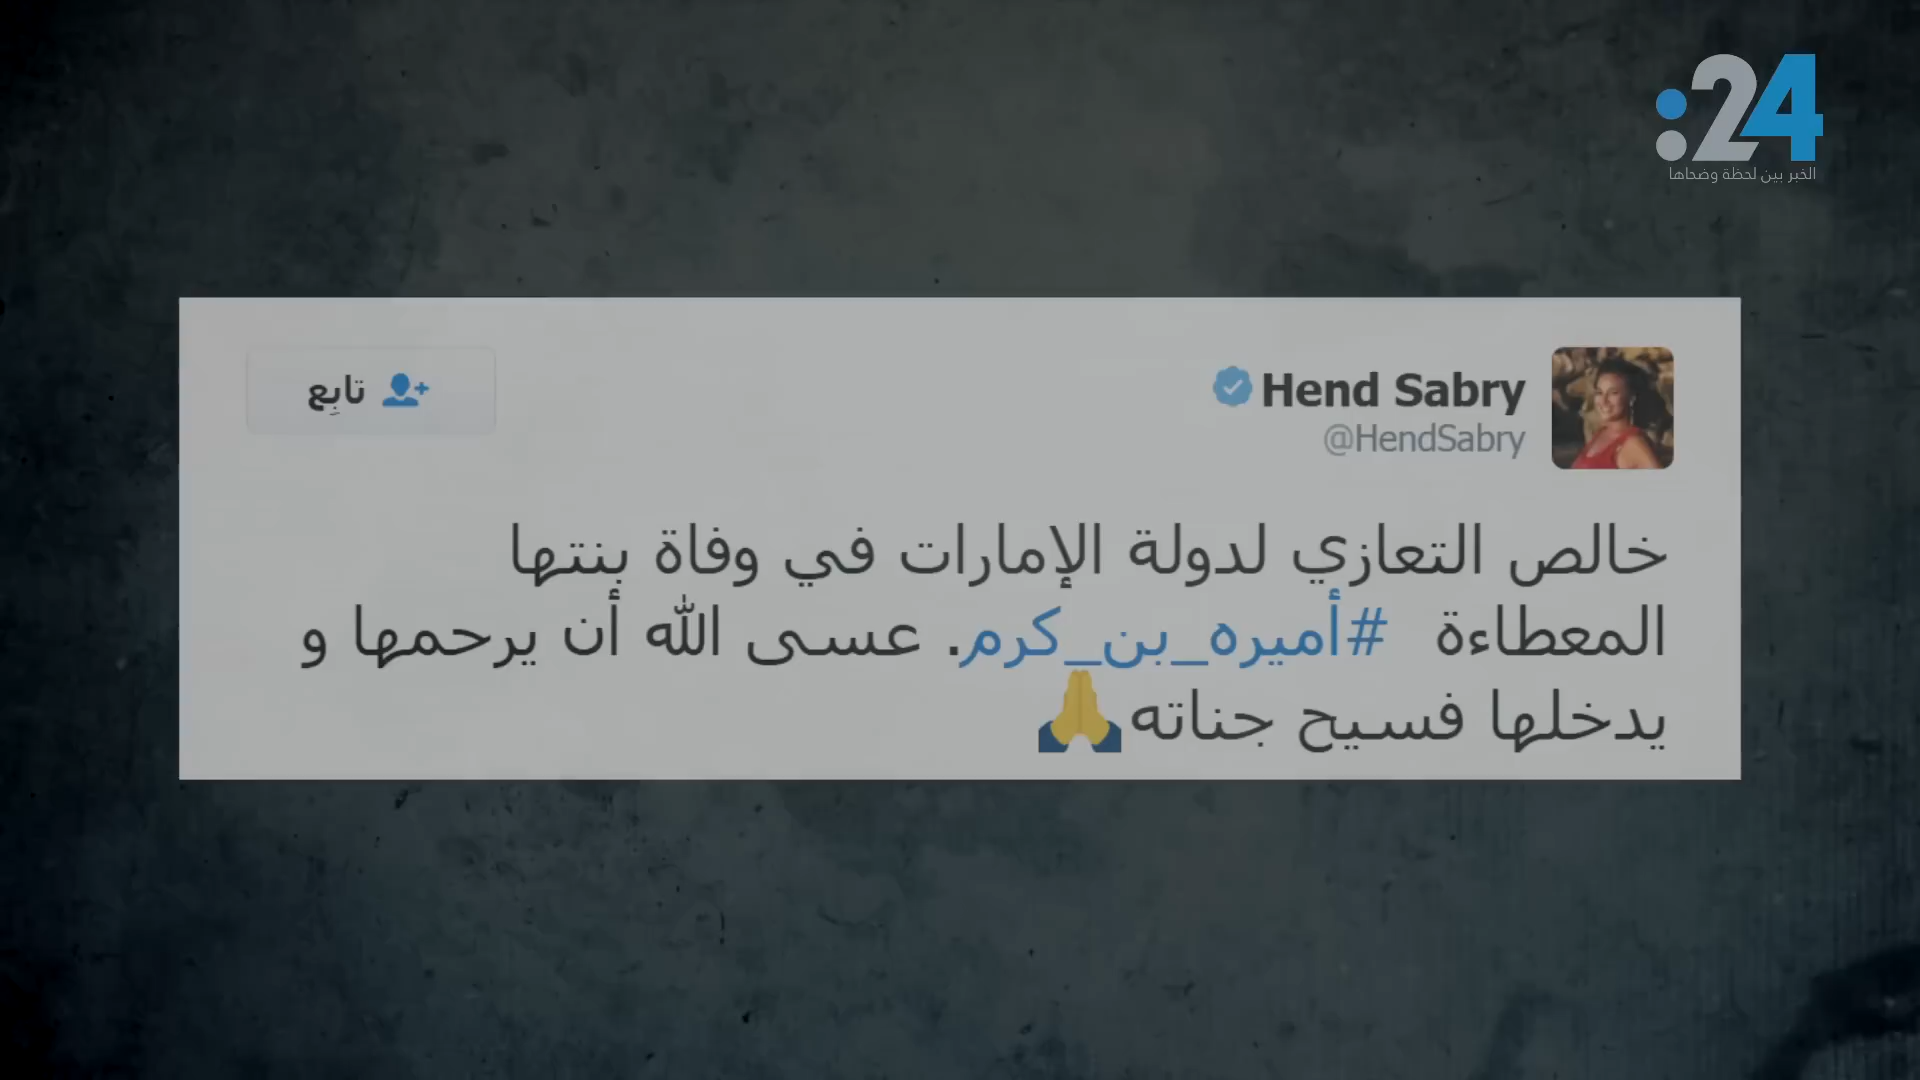 :24
الخبر بين لحظة وضحاها
Hend Sabry
@HendSabry
تابِع
خالص التعازي لدولة الإمارات في وفاة بنتها
المعطاءة #أميره_بن_كرم. عسى الله أن يرحمها و
يدخلها فسيح جناته🙏